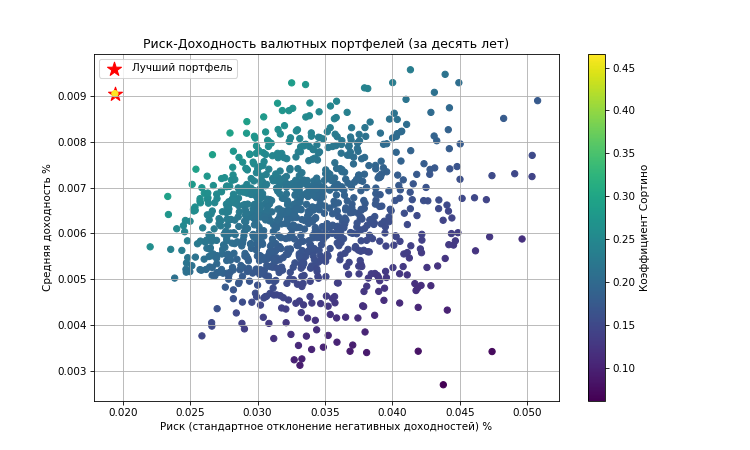 Риск-Доходность валютных портфелей (за десять лет)
Лучший портфель
Средняя доходность %
0.009
0.008
0.007
0.006
0.005
0.004
0.003
0.020 0.025 0.030 0.035 0.040 0.045 0.050
Риск (стандартное отклонение негативных доходностей) %
0.45
0.40
0.35
0.30
0.25
0.20
0.15
0.10
Коэффициент Сортино